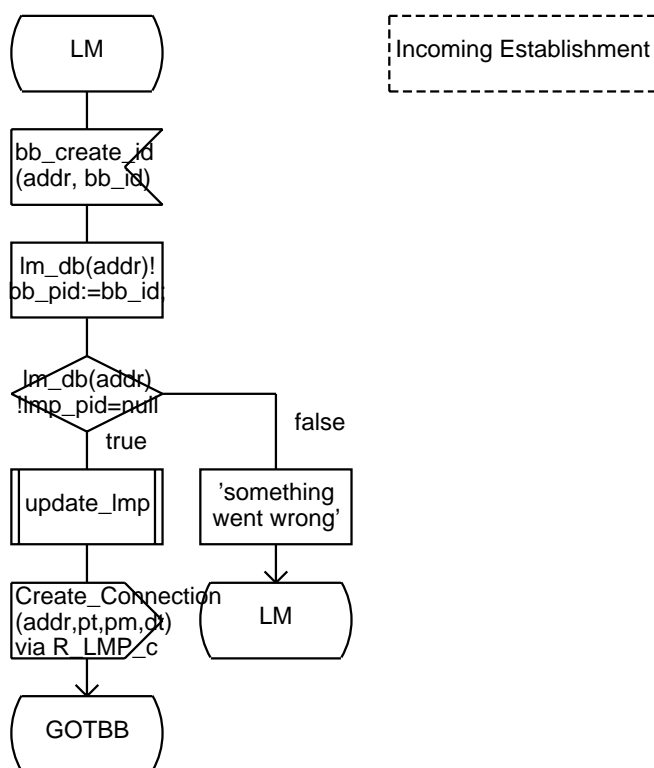 LM
Incoming Establishment
bb_create_id
(addr, bb_id)
lm_db(addr)!
bb_pid:=bb_id;
lm_db(addr)
!lmp_pid=null
false
true
update_lmp
'something
went wrong'
Create_Connection
(addr,pt,pm,dt)
via R_LMP_c
LM
GOTBB